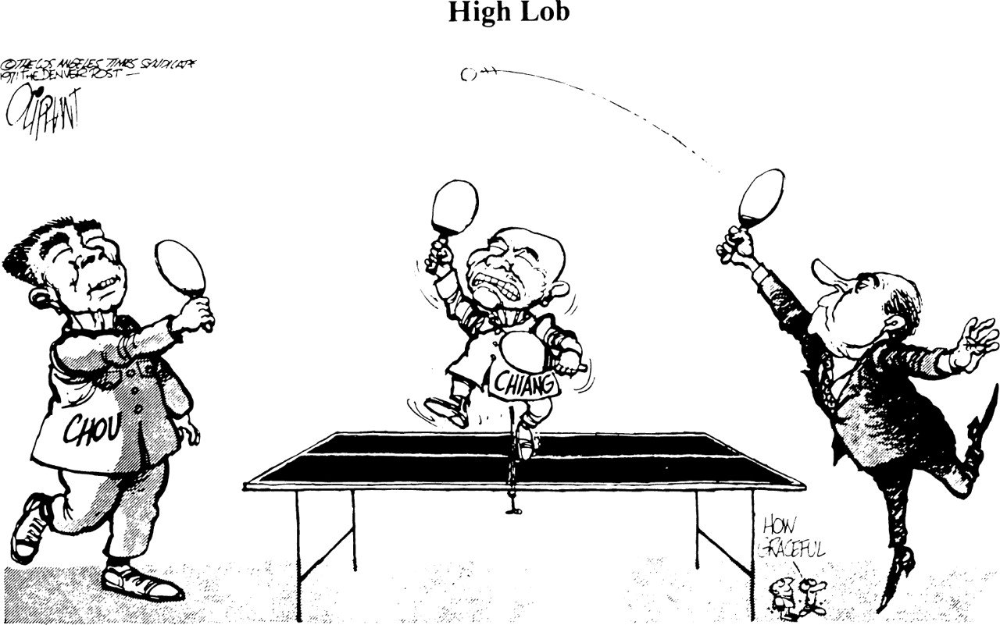 High Lob
©THE LOS ANGELES TIMES SYNDICATE
1971 THE DENVER POST —
OLIPHANT
CHOU
CHIANG
HOW
GRACEFUL